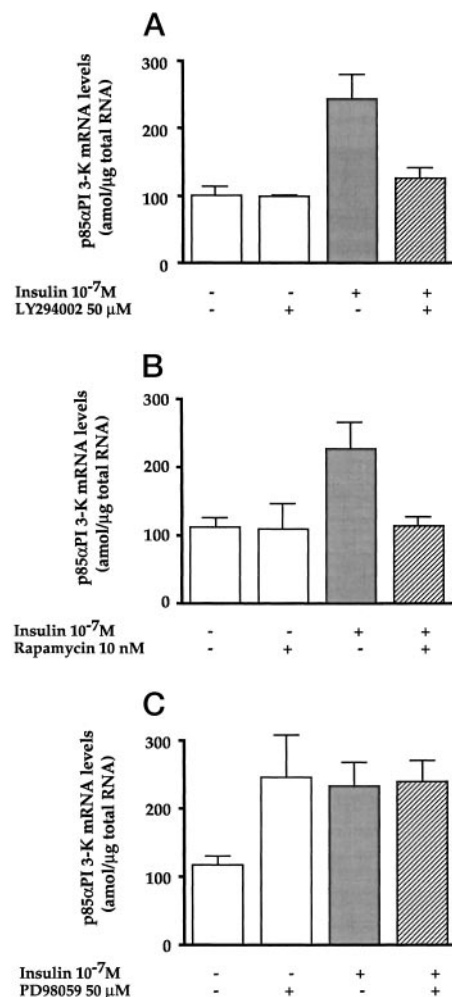 A
p85αPI 3-K mRNA levels
(amol/μg total RNA)
300
200
100
0
Insulin 10-7M - - + +
LY294002 50 μM - + - +
B
p85αPI 3-K mRNA levels
(amol/μg total RNA)
300
200
100
0
Insulin 10-7M - - + +
Rapamycin 10 nM - + - +
C
p85αPI 3-K mRNA levels
(amol/μg total RNA)
300
200
100
0
Insulin 10-7M - - + +
PD98059 50 μM - + - +